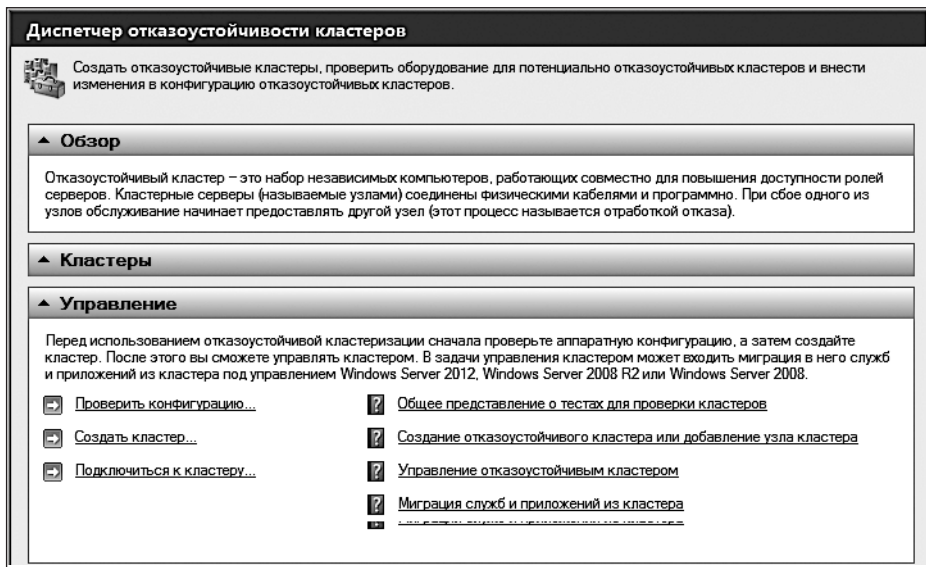 Диспетчер отказоустойчивости кластеров
Создать отказоустойчивые кластеры, проверить оборудование для потенциально отказоустойчивых кластеров и внести
изменения в конфигурацию отказоустойчивых кластеров.
Обзор
Отказоустойчивый кластер – это набор независимых компьютеров, работающих совместно для повышения доступности ролей
серверов. Кластерные серверы (называемые узлами) соединены физическими кабелями и программно. При сбое одного из
узлов обслуживание начинает предоставлять другой узел (этот процесс называется отработкой отказа).
Кластеры
Управление
Перед использованием отказоустойчивой кластеризации сначала проверьте аппаратную конфигурацию, а затем создайте
кластер. После этого вы сможете управлять кластером. В задачи управления кластером может входить миграция в него служб
и приложений из кластера под управлением Windows Server 2012, Windows Server 2008 R2 или Windows Server 2008.
Проверить конфигурацию...
Общее представление о тестах для проверки кластеров
Создать кластер...
Создание отказоустойчивого кластера или добавление узла кластера
Подключиться к кластеру...
Управление отказоустойчивым кластером
Миграция служб и приложений из кластера